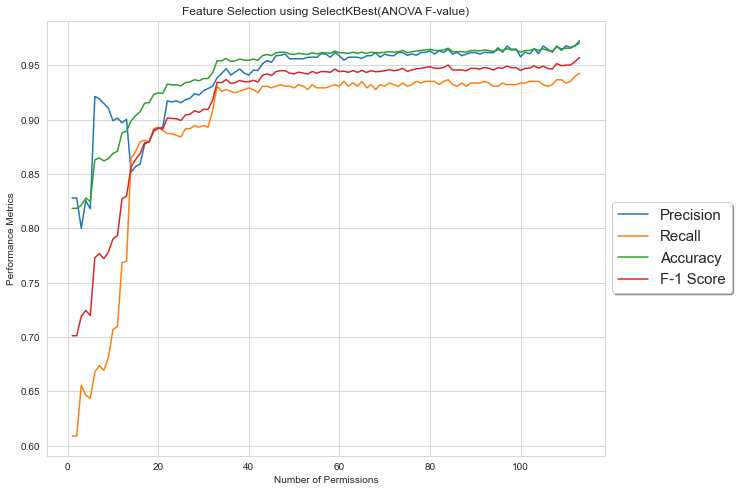 Feature Selection using SelectKBest(ANOVA F-value)
Performance Metrics
0.95
0.90
0.85
0.80
0.75
0.70
0.65
0.60
0
20
40
60
80
100
Number of Permissions
Precision
Recall
Accuracy
F-1 Score